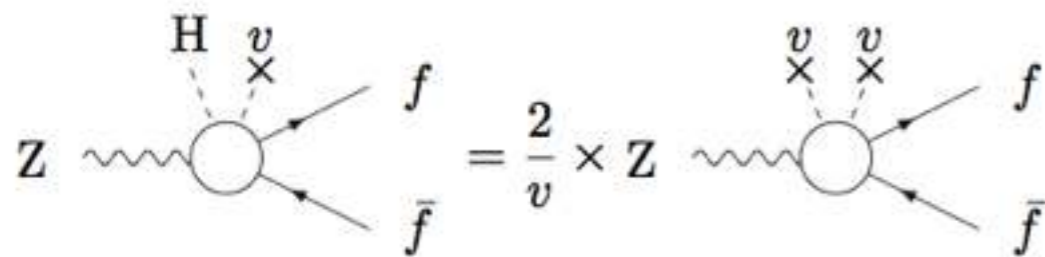 H v × f
Z = 2/v × Z
f̄
v × v × f
f̄